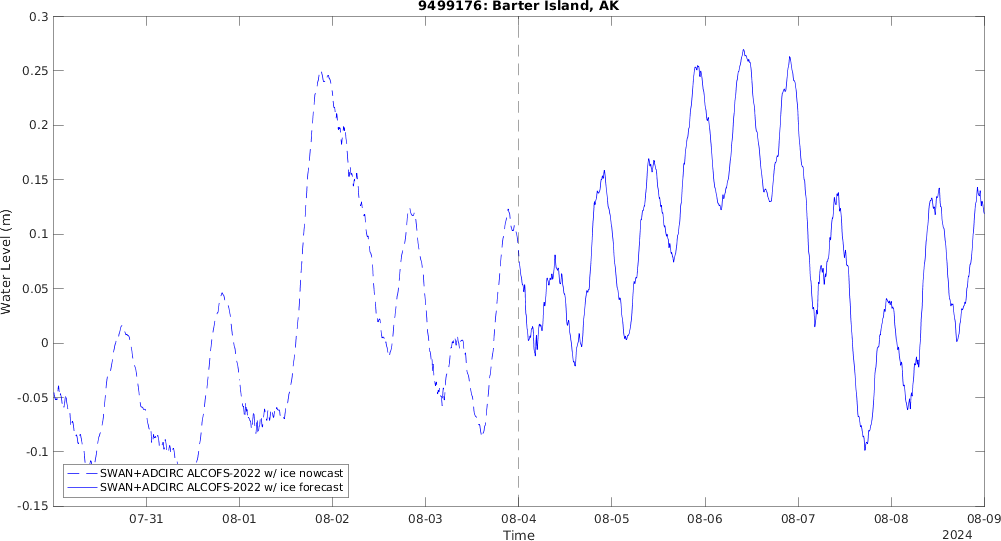 9499176: Barter Island, AK
0.3
0.25
0.2
0.15
0.1
0.05
0
-0.05
-0.1
-0.15
Water Level (m)
SWAN+ADCIRC ALCOFS-2022 w/ ice nowcast
SWAN+ADCIRC ALCOFS-2022 w/ ice forecast
07-31 08-01 08-02 08-03 08-04 08-05 08-06 08-07 08-08 08-09
Time
2024